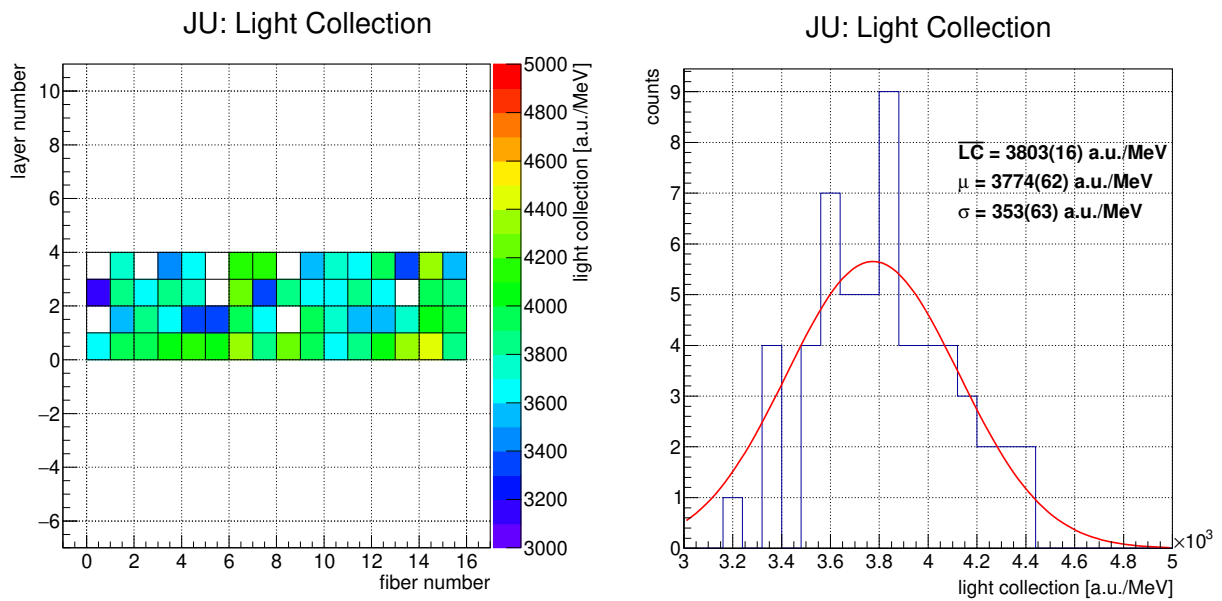 JU: Light Collection
layer number
10
8
6
4
2
0
−2
−4
−6
0 2 4 6 8 10 12 14 16
fiber number
5000
4800
4600
4400
4200
4000
3800
3600
3400
3200
3000
light collection [a.u./MeV]
JU: Light Collection
counts
9
8
7
6
5
4
3
2
1
0
LC = 3803(16) a.u./MeV
μ = 3774(62) a.u./MeV
σ = 353(63) a.u./MeV
3 3.2 3.4 3.6 3.8 4 4.2 4.4 4.6 4.8 5
×10³
light collection [a.u./MeV]